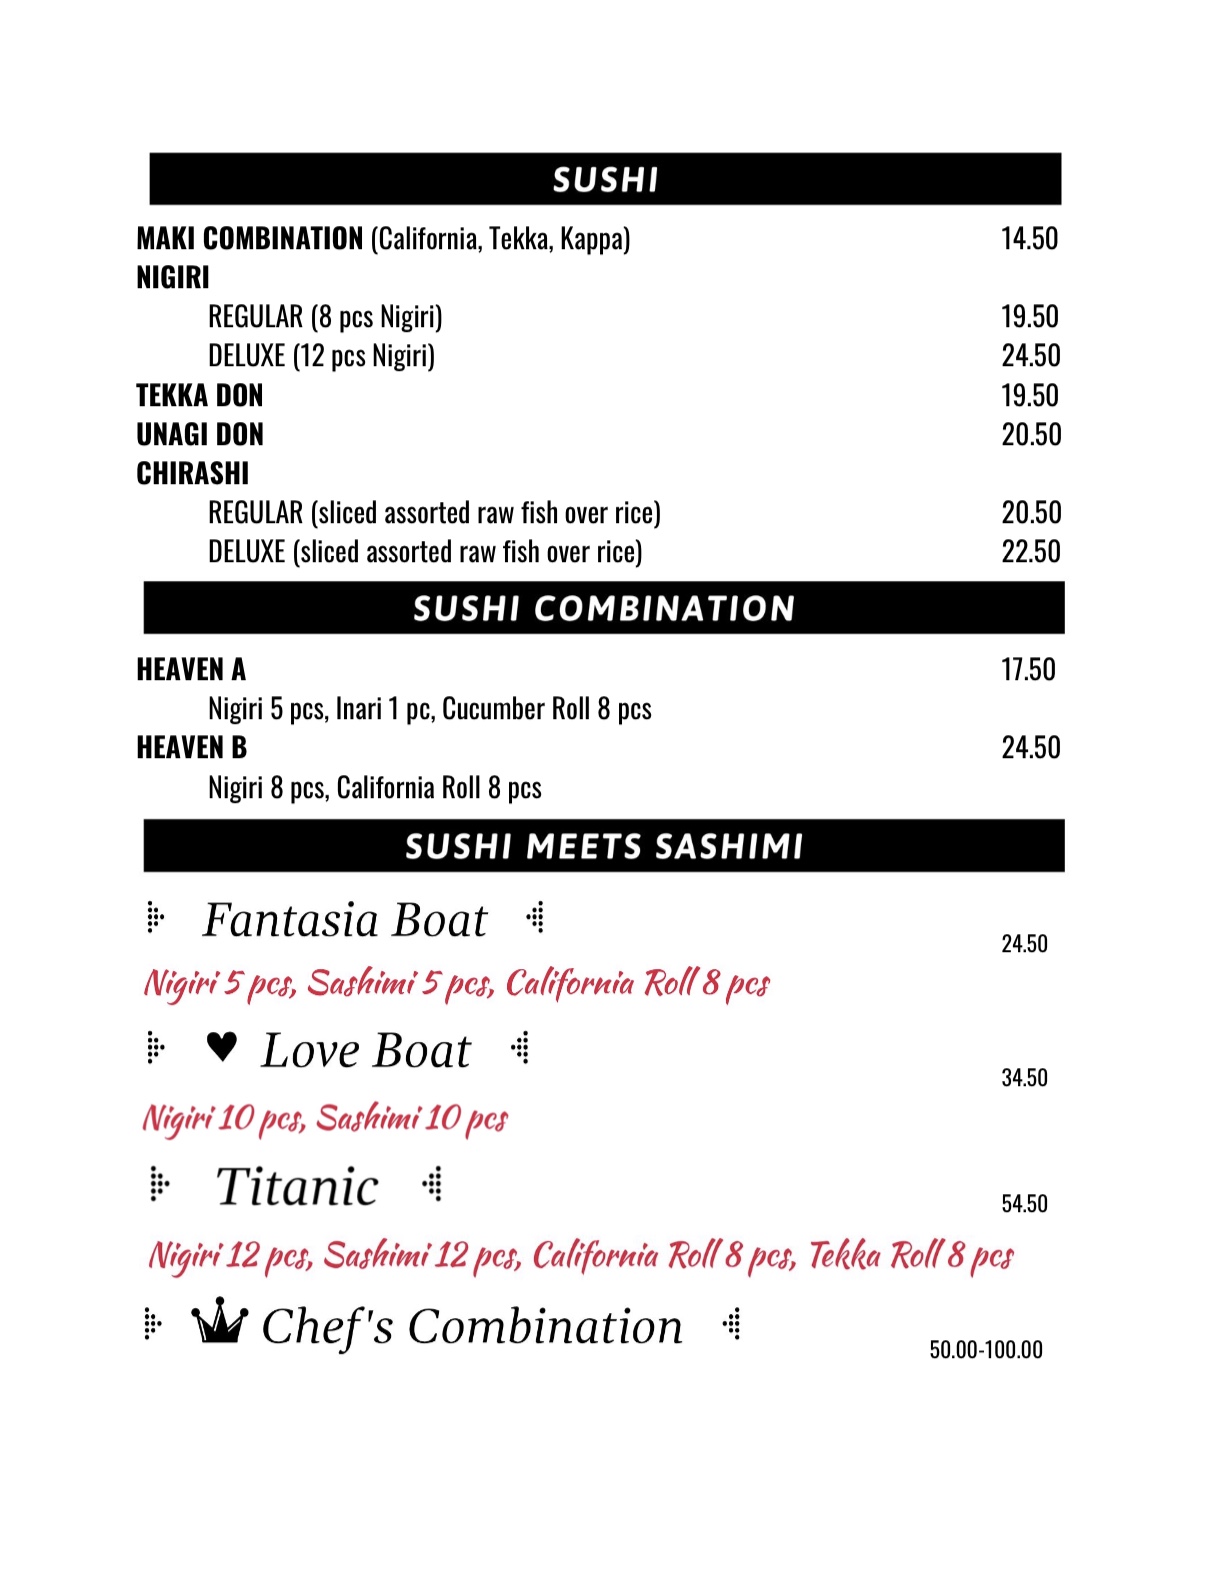 SUSHI
MAKI COMBINATION (California, Tekka, Kappa) 14.50
NIGIRI
REGULAR (8 pcs Nigiri) 19.50
DELUXE (12 pcs Nigiri) 24.50
TEKKA DON 19.50
UNAGI DON 20.50
CHIRASHI
REGULAR (sliced assorted raw fish over rice) 20.50
DELUXE (sliced assorted raw fish over rice) 22.50
SUSHI COMBINATION
HEAVEN A 17.50
Nigiri 5 pcs, Inari 1 pc, Cucumber Roll 8 pcs
HEAVEN B 24.50
Nigiri 8 pcs, California Roll 8 pcs
SUSHI MEETS SASHIMI
Fantasia Boat 24.50
Nigiri 5 pcs, Sashimi 5 pcs, California Roll 8 pcs
♥ Love Boat 34.50
Nigiri 10 pcs, Sashimi 10 pcs
Titanic 54.50
Nigiri 12 pcs, Sashimi 12 pcs, California Roll 8 pcs, Tekka Roll 8 pcs
Chef's Combination 50.00-100.00